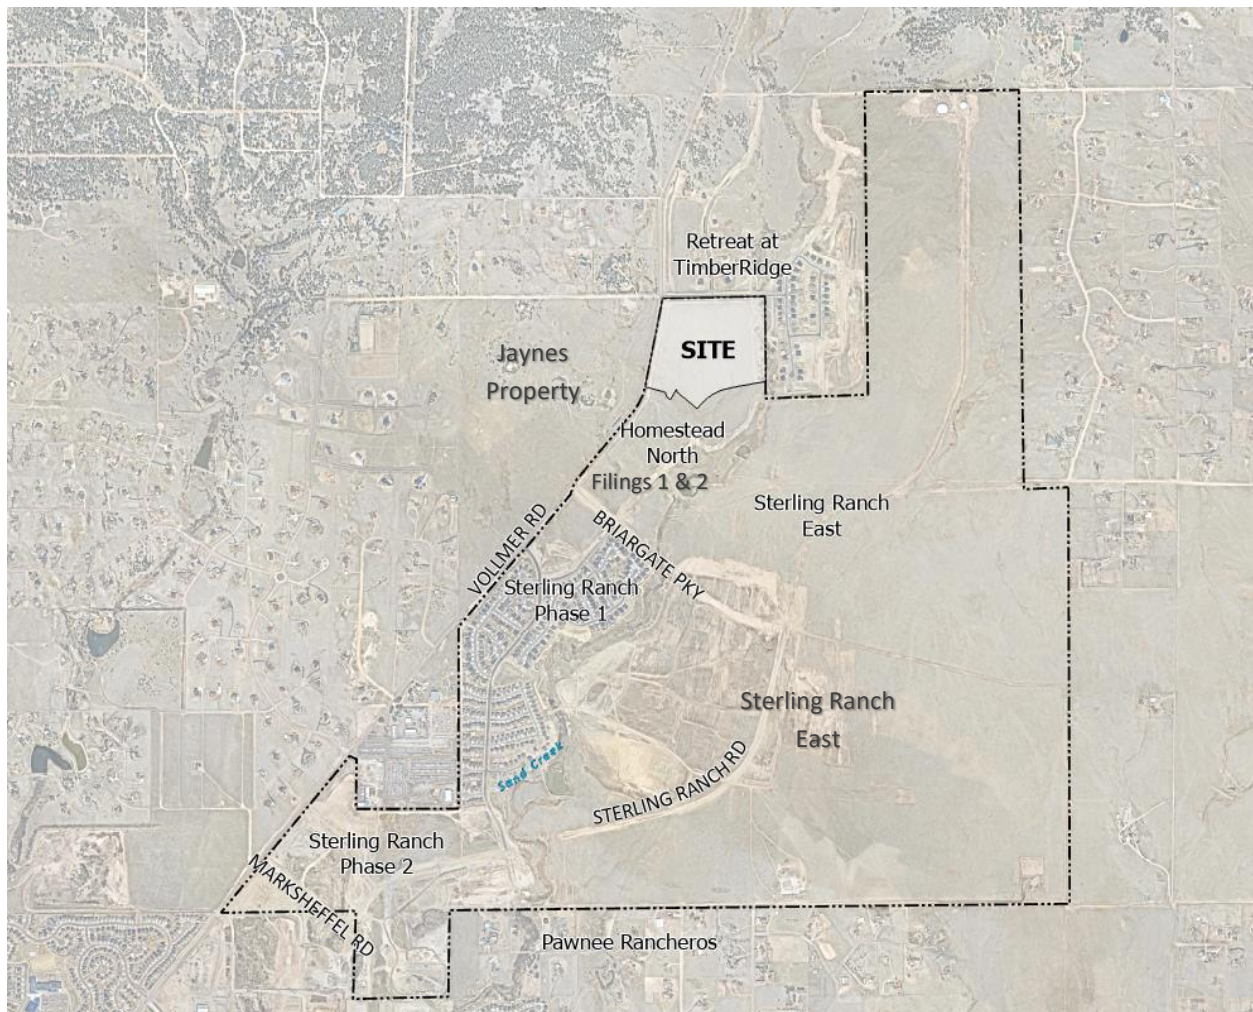 Retreat at
TimberRidge
SITE
Jaynes
Property
Homestead
North
Filings 1 & 2
Sterling Ranch
East
VOLLMER RD
BRIARGATE PKY
Sterling Ranch
Phase 1
Sterling Ranch
East
Sand Creek
STERLING RANCH RD
Sterling Ranch
Phase 2
MARKSHEFFEL RD
Pawnee Rancheros